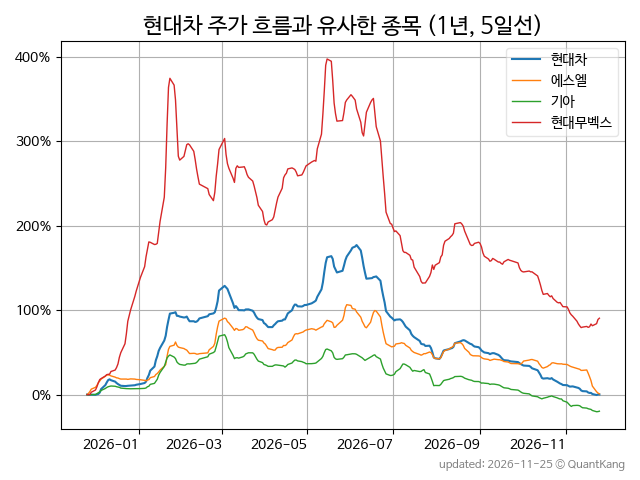 현대차 주가 흐름과 유사한 종목 (1년, 5일선)
현대차
에스엘
기아
현대무벡스
400%
300%
200%
100%
0%
2026-01 2026-03 2026-05 2026-07 2026-09 2026-11
updated: 2026-11-25 © QuantKang